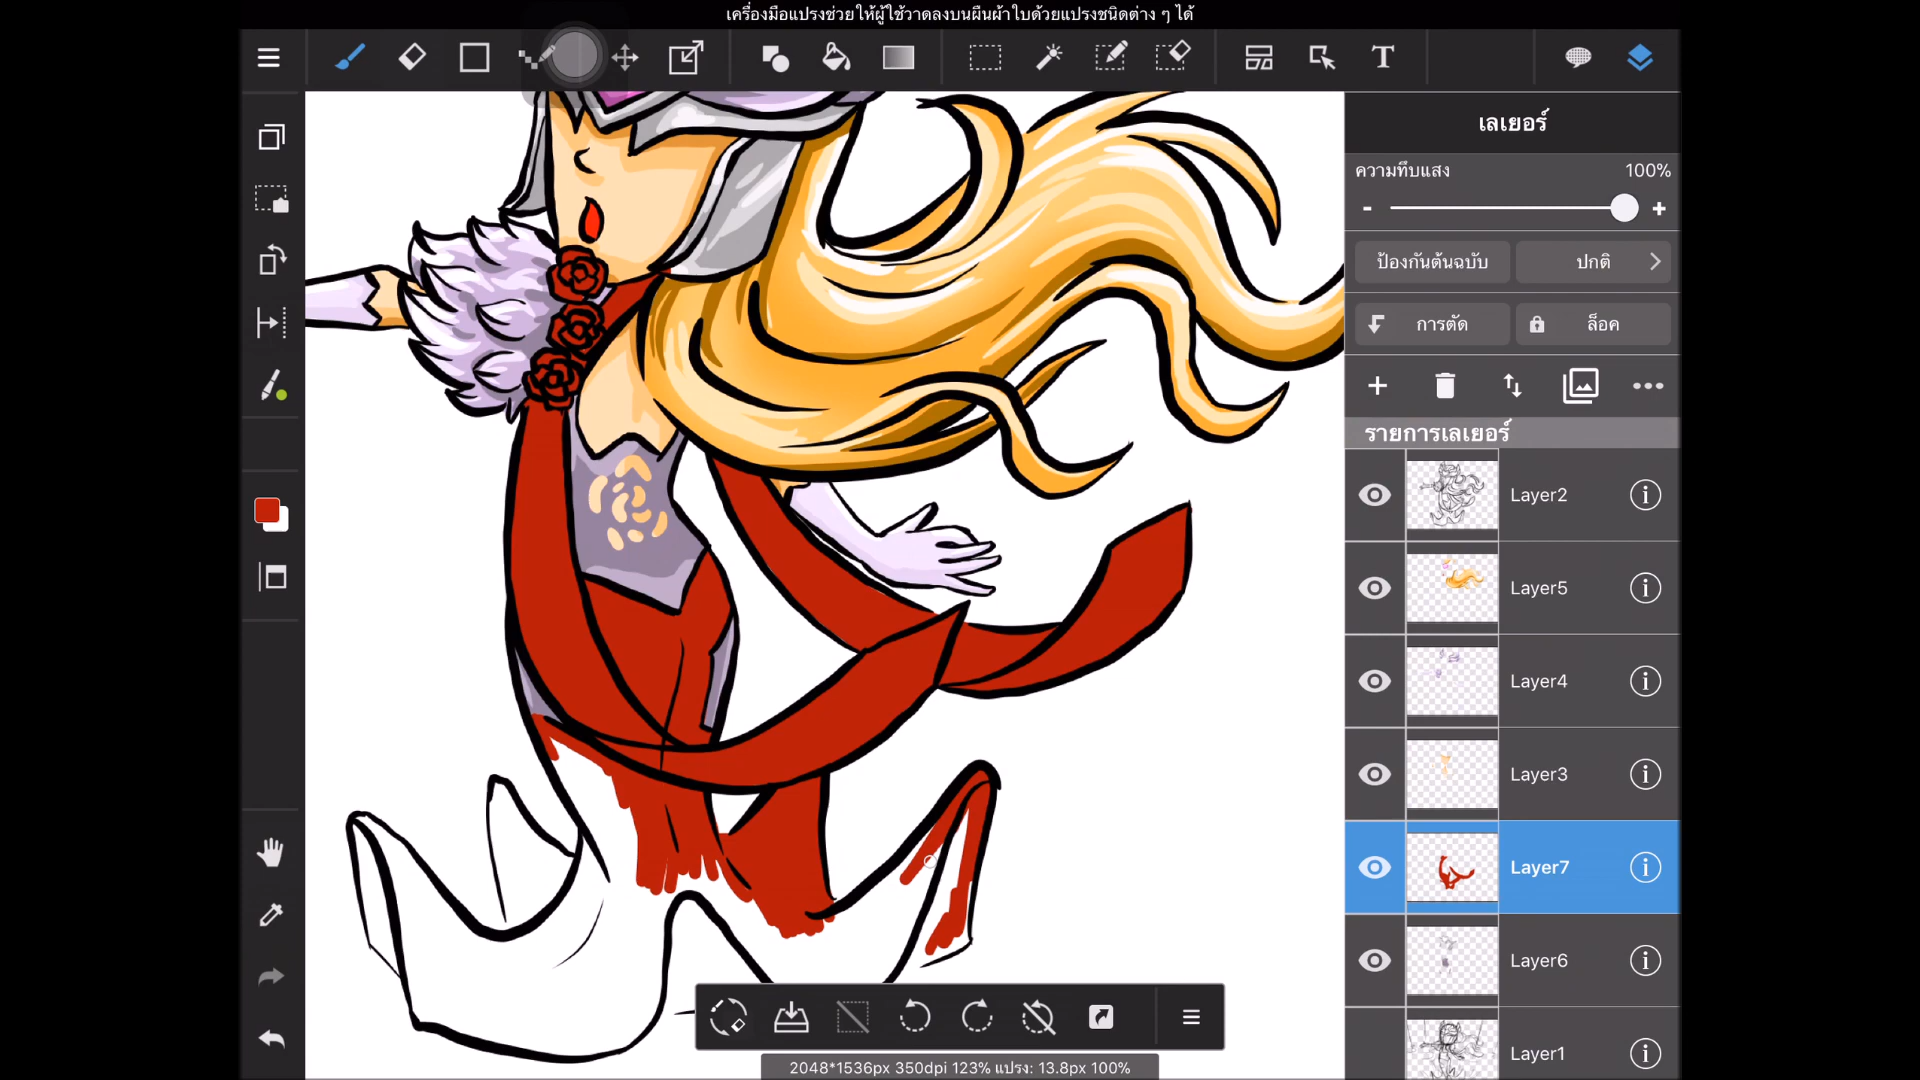 เครื่องมือแปรงช่วยให้ผู้ใช้วาดลงบนผืนผ้าใบด้วยแปรงชนิดต่าง ๆ ได้
T
เลเยอร์
ความทึบแสง 100%
- +
ป้องกันต้นฉบับ ปกติ
การตัด ล็อค
รายการเลเยอร์
Layer2
Layer5
Layer4
Layer3
Layer7
Layer6
Layer1
2048*1536px 350dpi 123% แปรง: 13.8px 100%